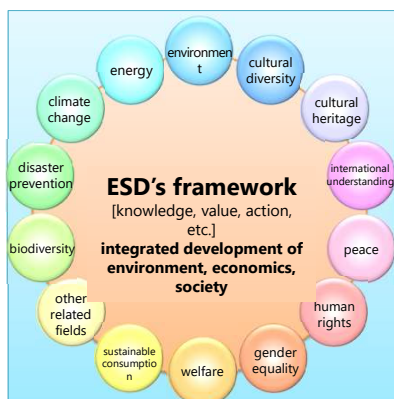 environmen
t
cultural
diversity
cultural
heritage
international
understanding
peace
human
rights
gender
equality
welfare
sustainable
consumptio
n
other
related
fields
biodiversity
disaster
prevention
climate
change
energy
ESD's framework
[knowledge, value, action,
etc.]
integrated development of
environment, economics,
society